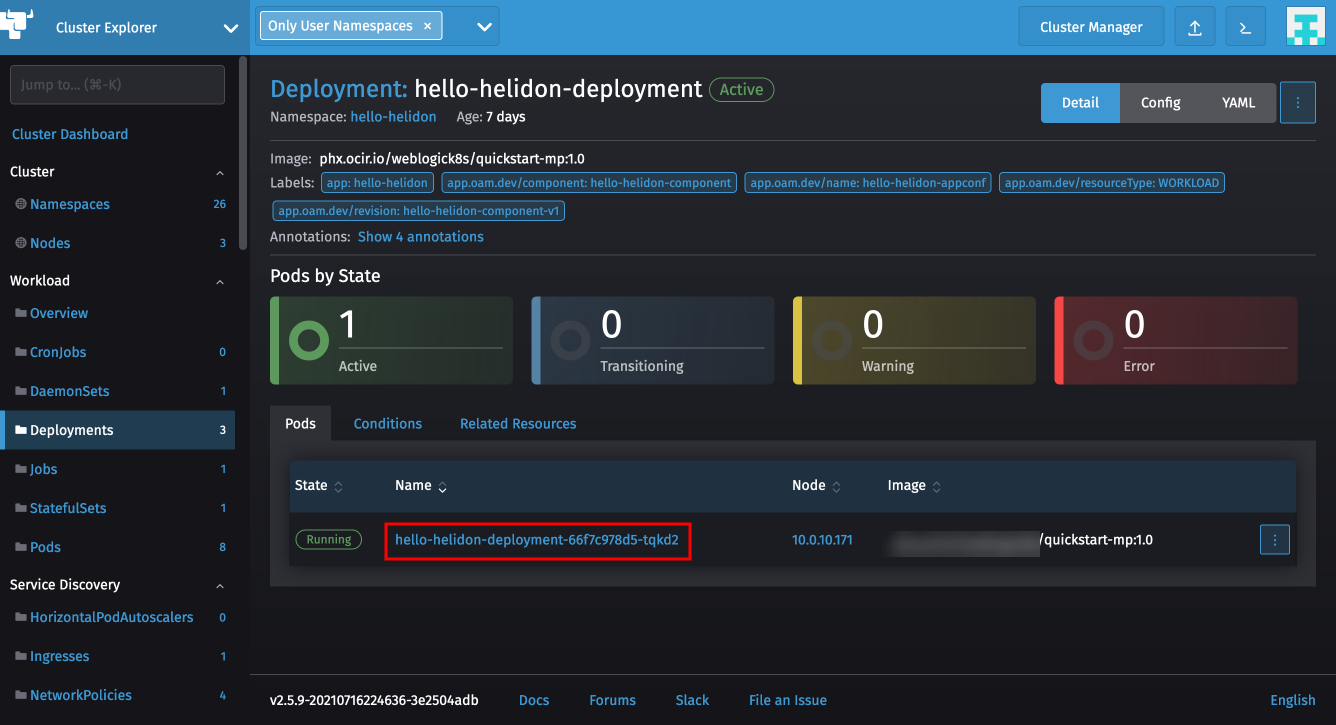 Cluster Explorer
Only User Namespaces ×
Cluster Manager
Jump to... (⌘-K)
Cluster Dashboard
Cluster
Namespaces 26
Nodes 3
Workload
Overview
CronJobs 0
DaemonSets 1
Deployments 3
Jobs 1
StatefulSets 1
Pods 8
Service Discovery
HorizontalPodAutoscalers 0
Ingresses 1
NetworkPolicies 4
Deployment: hello-helidon-deployment Active
Namespace: hello-helidon Age: 7 days
Detail Config YAML
Image: phx.ocir.io/weblogick8s/quickstart-mp:1.0
Labels: app: hello-helidon app.oam.dev/component: hello-helidon-component app.oam.dev/name: hello-helidon-appconf app.oam.dev/resourceType: WORKLOAD
app.oam.dev/revision: hello-helidon-component-v1
Annotations: Show 4 annotations
Pods by State
1 Active
0 Transitioning
0 Warning
0 Error
Pods Conditions Related Resources
State Name Node Image
Running hello-helidon-deployment-66f7c978d5-tqkd2 10.0.10.171 /quickstart-mp:1.0
v2.5.9-20210716224636-3e2504adb Docs Forums Slack File an Issue English